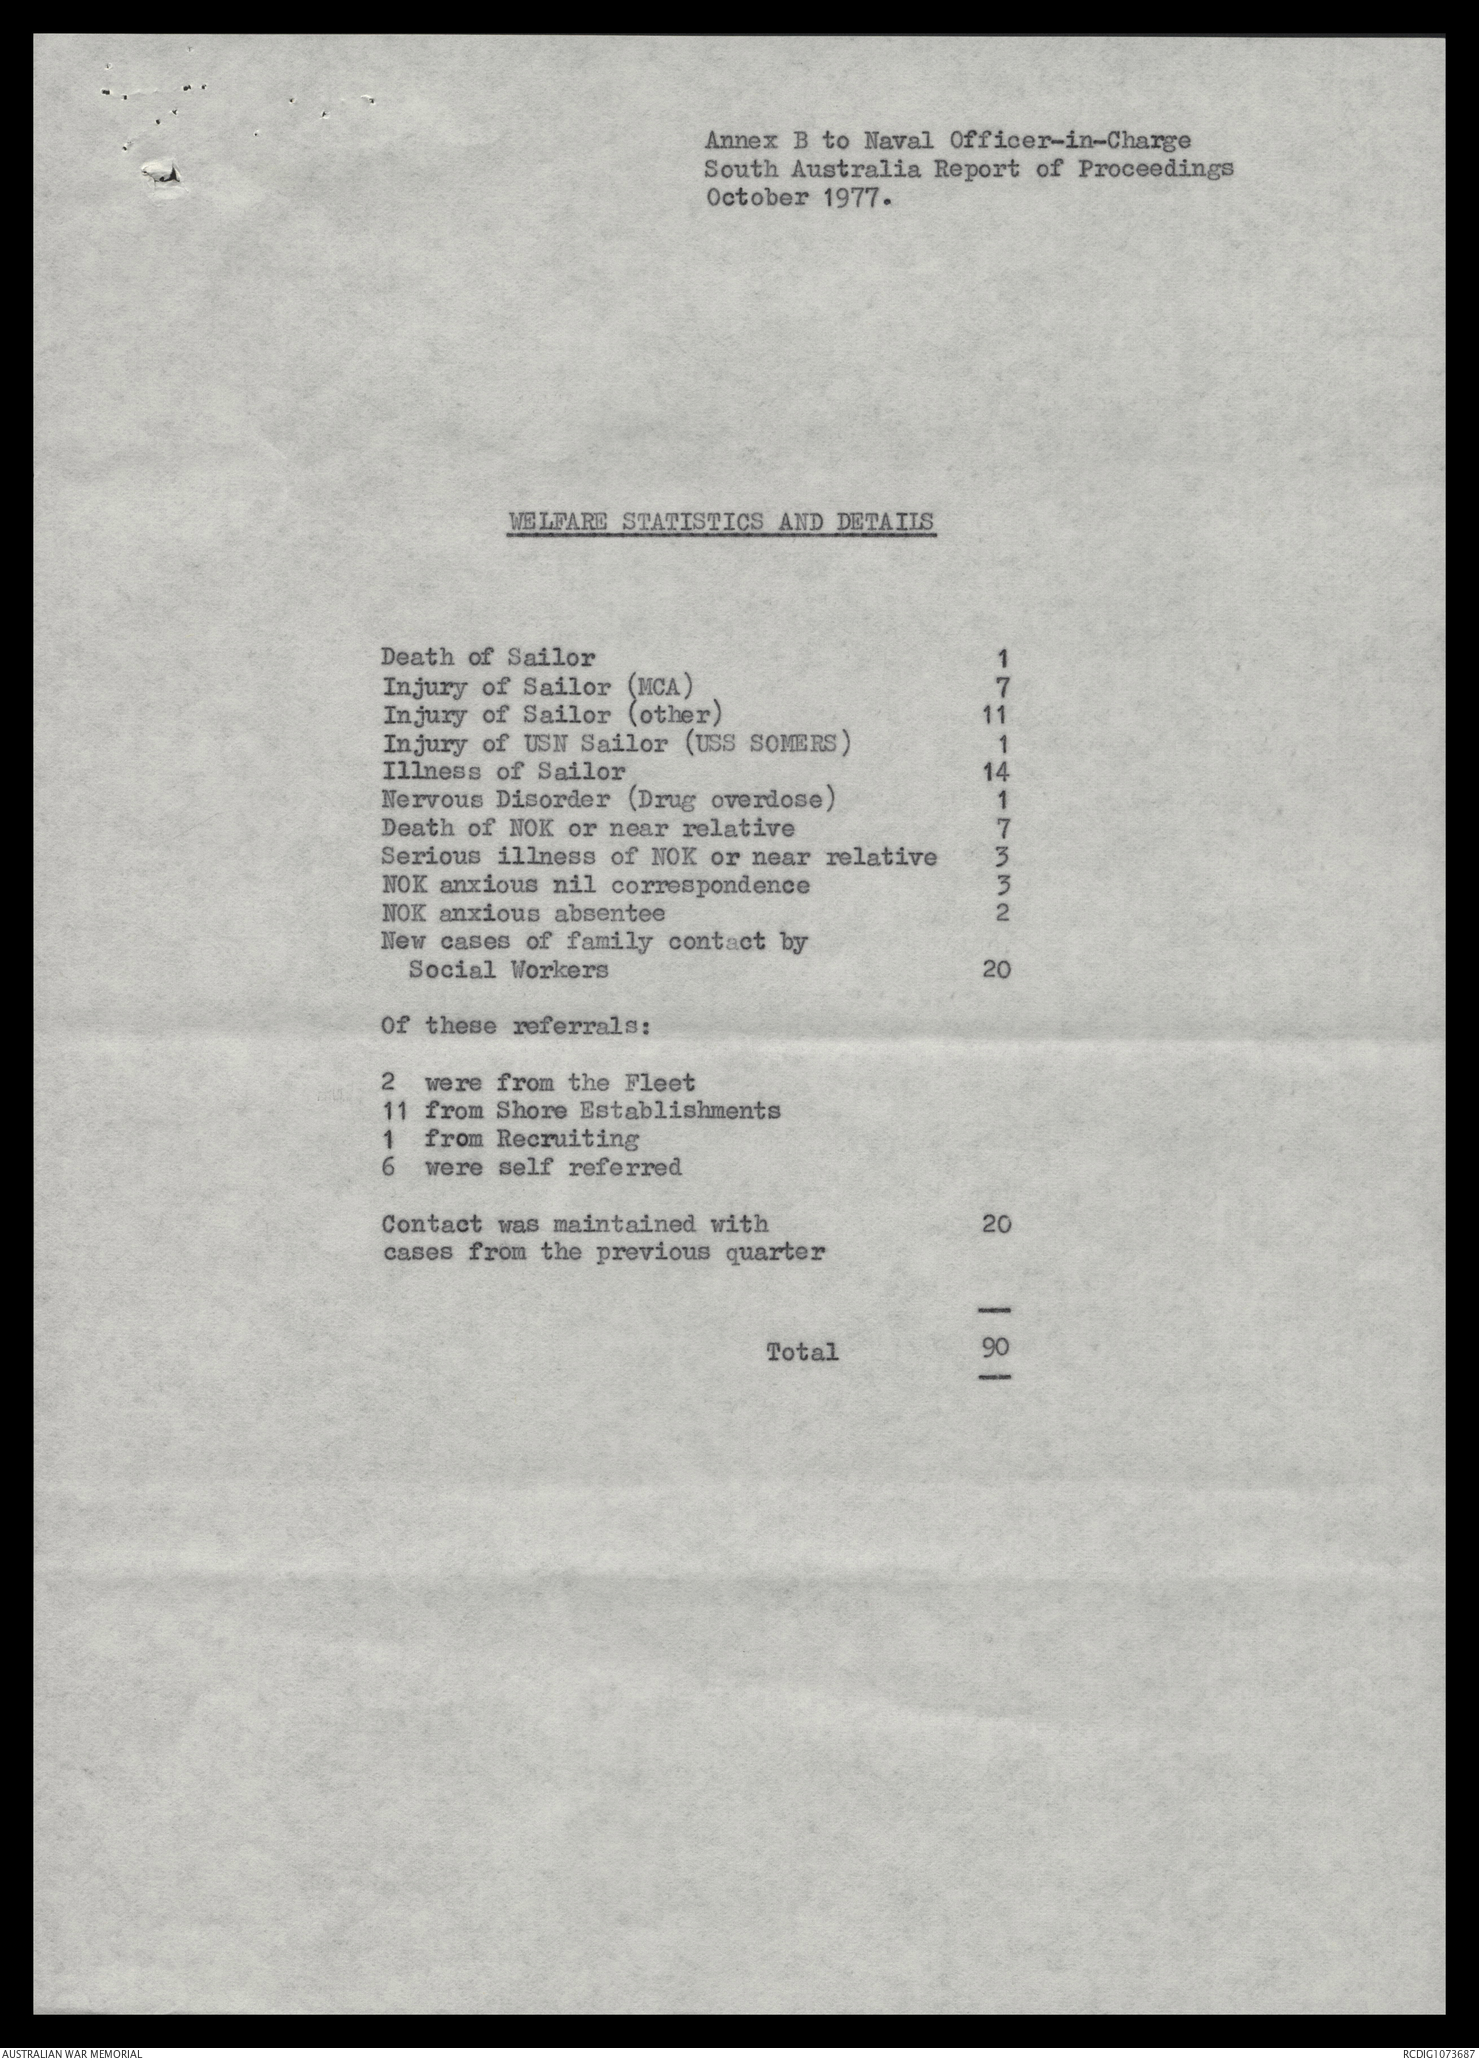 Annex B to Naval Officer-in-Charge
South Australia Report of Proceedings
October 1977.
WELFARE STATISTICS AND DETAILS
Death of Sailor 1
Injury of Sailor (MCA) 7
Injury of Sailor (other) 11
Injury of USN Sailor (USS SOMERS) 1
Illness of Sailor 14
Nervous Disorder (Drug overdose) 1
Death of NOK or near relative 7
Serious illness of NOK or near relative 3
NOK anxious nil correspondence 3
NOK anxious absentee 2
New cases of family contact by
Social Workers 20
Of these referrals:
2 were from the Fleet
11 from Shore Establishments
1 from Recruiting
6 were self referred
Contact was maintained with 20
cases from the previous quarter
Total 90
AUSTRALIAN WAR MEMORIAL
RCDIG1073687